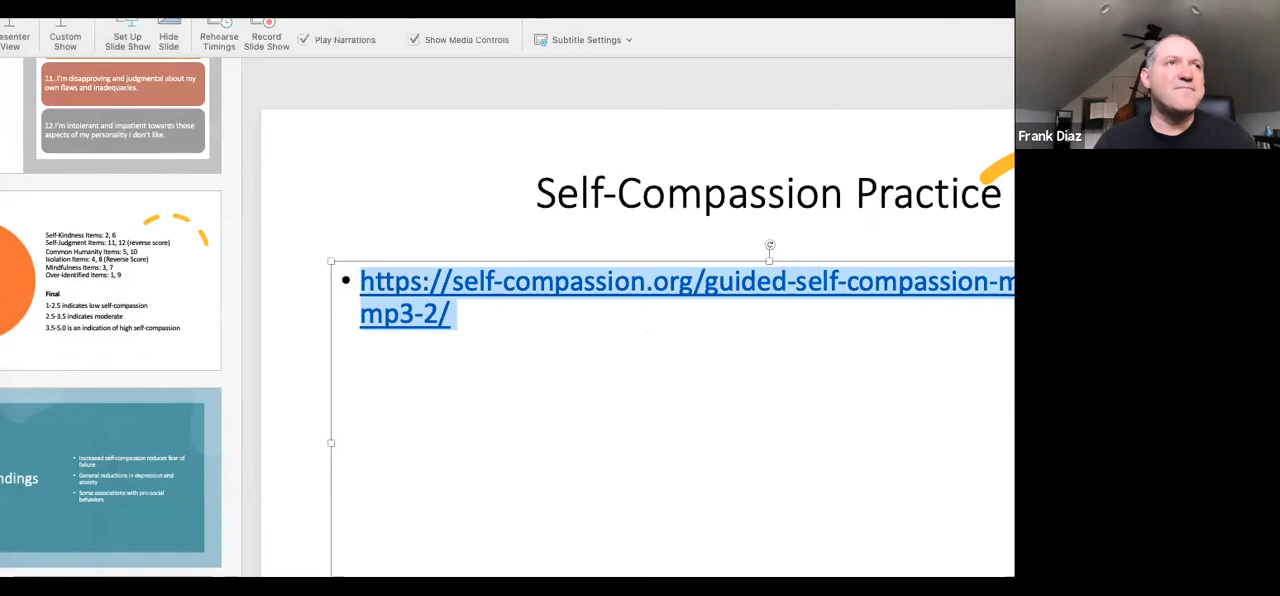 View
Custom
Show
Set Up
Slide Show
Hide
Slide
Rehearse
Timings
Record
Slide Show
Play Narrations
Show Media Controls
Subtitle Settings
11. I'm disapproving and judgmental about my
own flaws and inadequacies.
12.I'm intolerant and impatient towards those
aspects of my personality I don't like.
Self-Kindness Items: 2, 6
Self-Judgment Items: 11, 12 (reverse score)
Common Humanity Items: 5, 10
Isolation Items: 4, 8 (Reverse Score)
Mindfulness Items: 3, 7
Over-identified Items: 1, 9
Final
1-2.5 indicates low self-compassion
2.5-3.5 indicates moderate
3.5-5.0 is an indication of high self-compassion
ndings
• Increased self-compassion reduces fear of
failure
• General reductions in depression and
anxiety
• Some associations with pro-social
behaviors
Self-Compassion Practice
• https://self-compassion.org/guided-self-compassion-m
mp3-2/
Frank Diaz